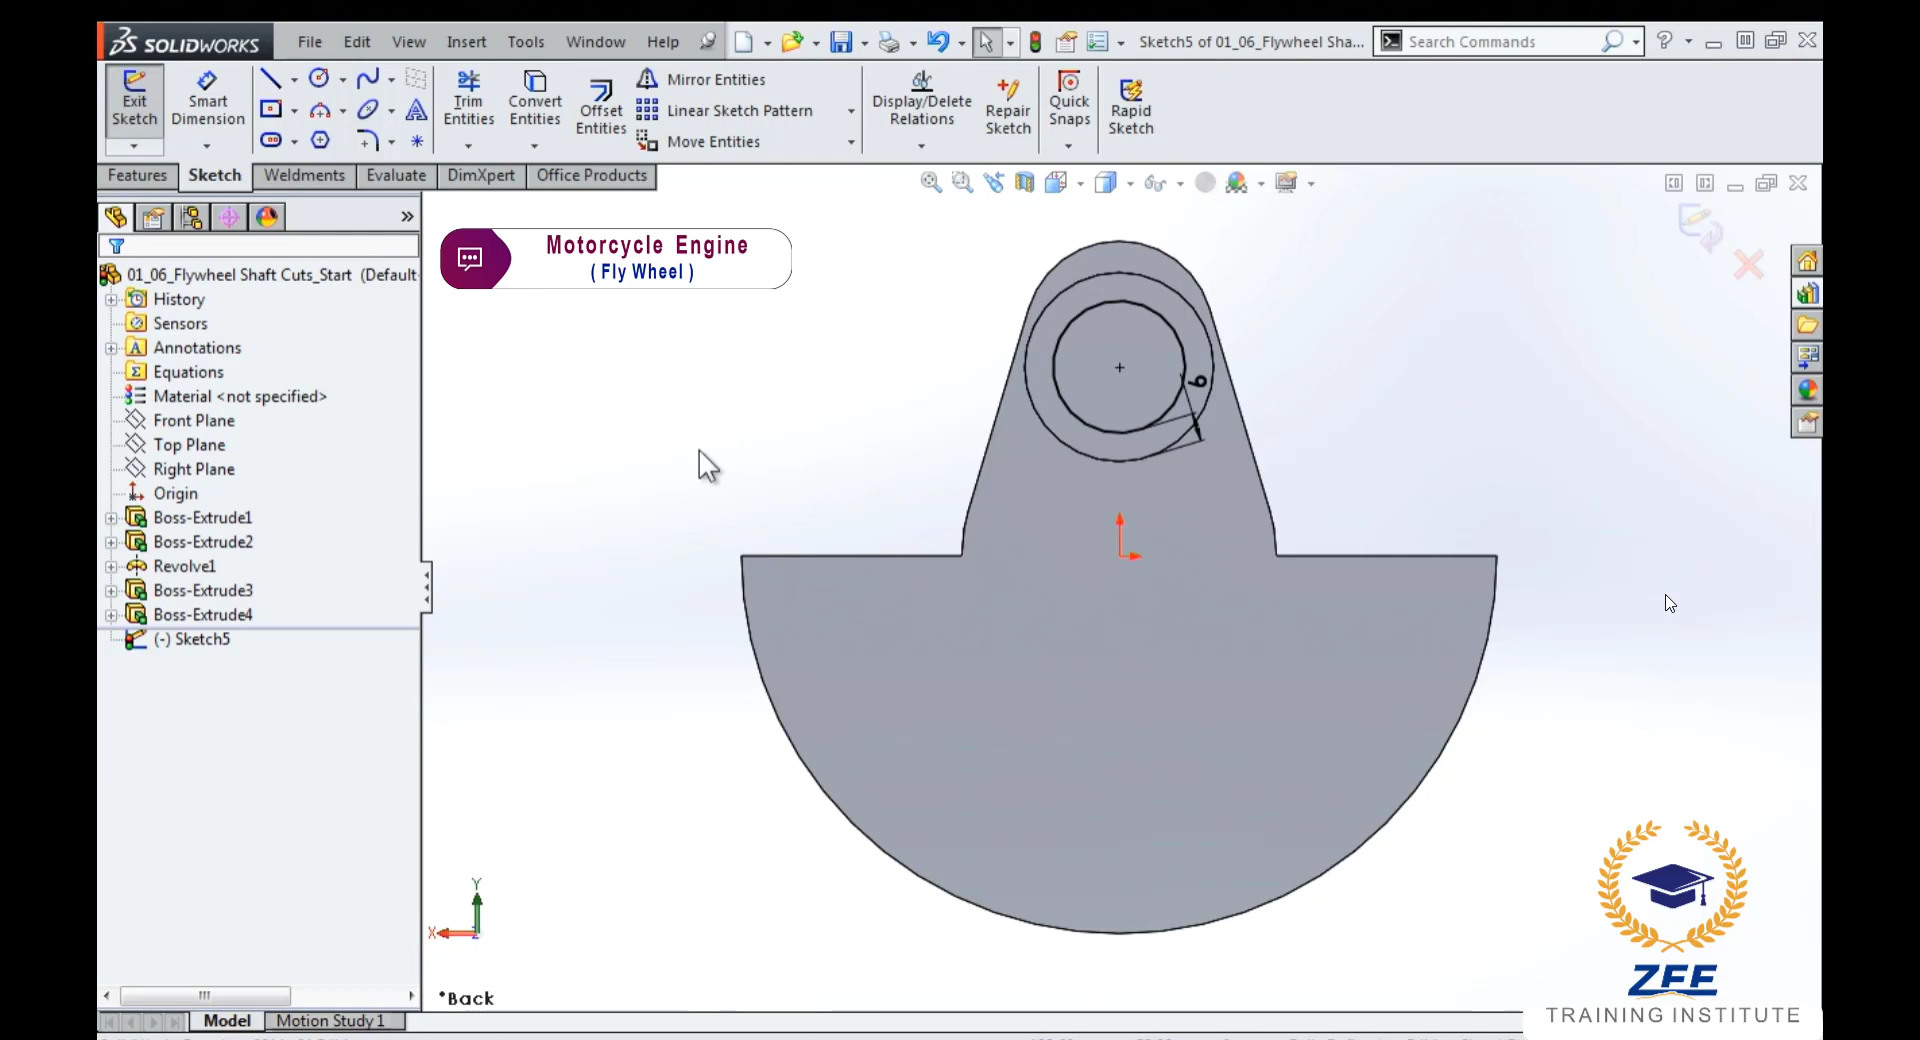 SOLIDWORKS File Edit View Insert Tools Window Help Sketch5 of 01_06_Flywheel Sha... Search Commands
Exit Sketch
Smart Dimension
Trim Entities
Convert Entities
Offset Entities
Mirror Entities
Linear Sketch Pattern
Move Entities
Display/Delete Relations
Repair Sketch
Quick Snaps
Rapid Sketch
Features Sketch Weldments Evaluate DimXpert Office Products
Motorcycle Engine
( Fly Wheel )
01_06_Flywheel Shaft Cuts_Start (Default
History
Sensors
Annotations
Equations
Material <not specified>
Front Plane
Top Plane
Right Plane
Origin
Boss-Extrude1
Boss-Extrude2
Revolve1
Boss-Extrude3
Boss-Extrude4
(-) Sketch5
Y
X
Z
*Back
Model Motion Study 1
ZEE
TRAINING INSTITUTE